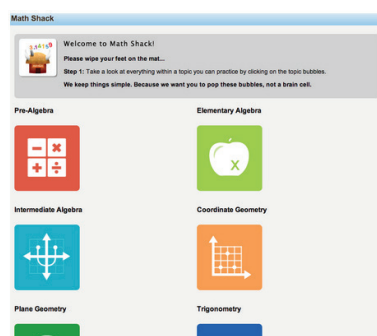 Math Shack
Welcome to Math Shack!
Please wipe your feet on the mat...
Step 1: Take a look at everything within a topic you can practice by clicking on the topic bubbles.
We keep things simple. Because we want you to pop these bubbles, not a brain cell.
Pre-Algebra
Elementary Algebra
x
Intermediate Algebra
Coordinate Geometry
Plane Geometry
Trigonometry